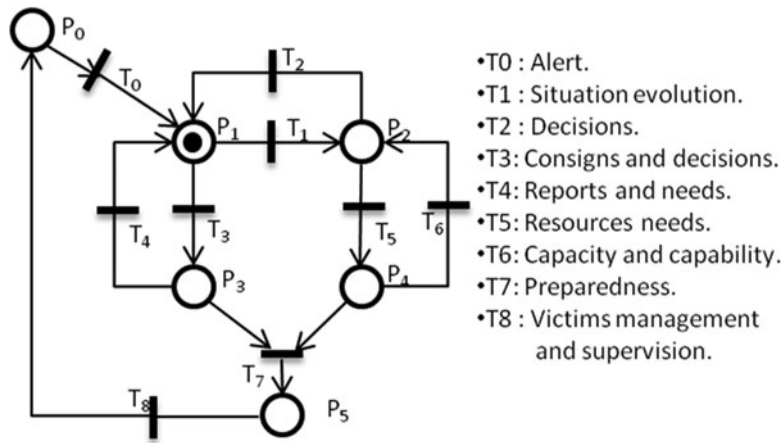 P0
T0
T2
P1
T1
P2
T4
T3
T5
T6
P3
P4
T7
T8
P5
•T0 : Alert.
•T1 : Situation evolution.
•T2 : Decisions.
•T3: Consigns and decisions.
•T4: Reports and needs.
•T5: Resources needs.
•T6: Capacity and capability.
•T7: Preparedness.
•T8 : Victims management
and supervision.